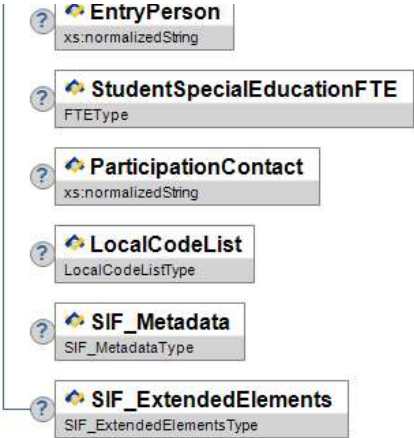 EntryPerson
xs:normalizedString
? StudentSpecialEducationFTE
FTEType
? ParticipationContact
xs:normalizedString
? LocalCodeList
LocalCodeListType
? SIF_Metadata
SIF_MetadataType
? SIF_ExtendedElements
SIF_ExtendedElementsType